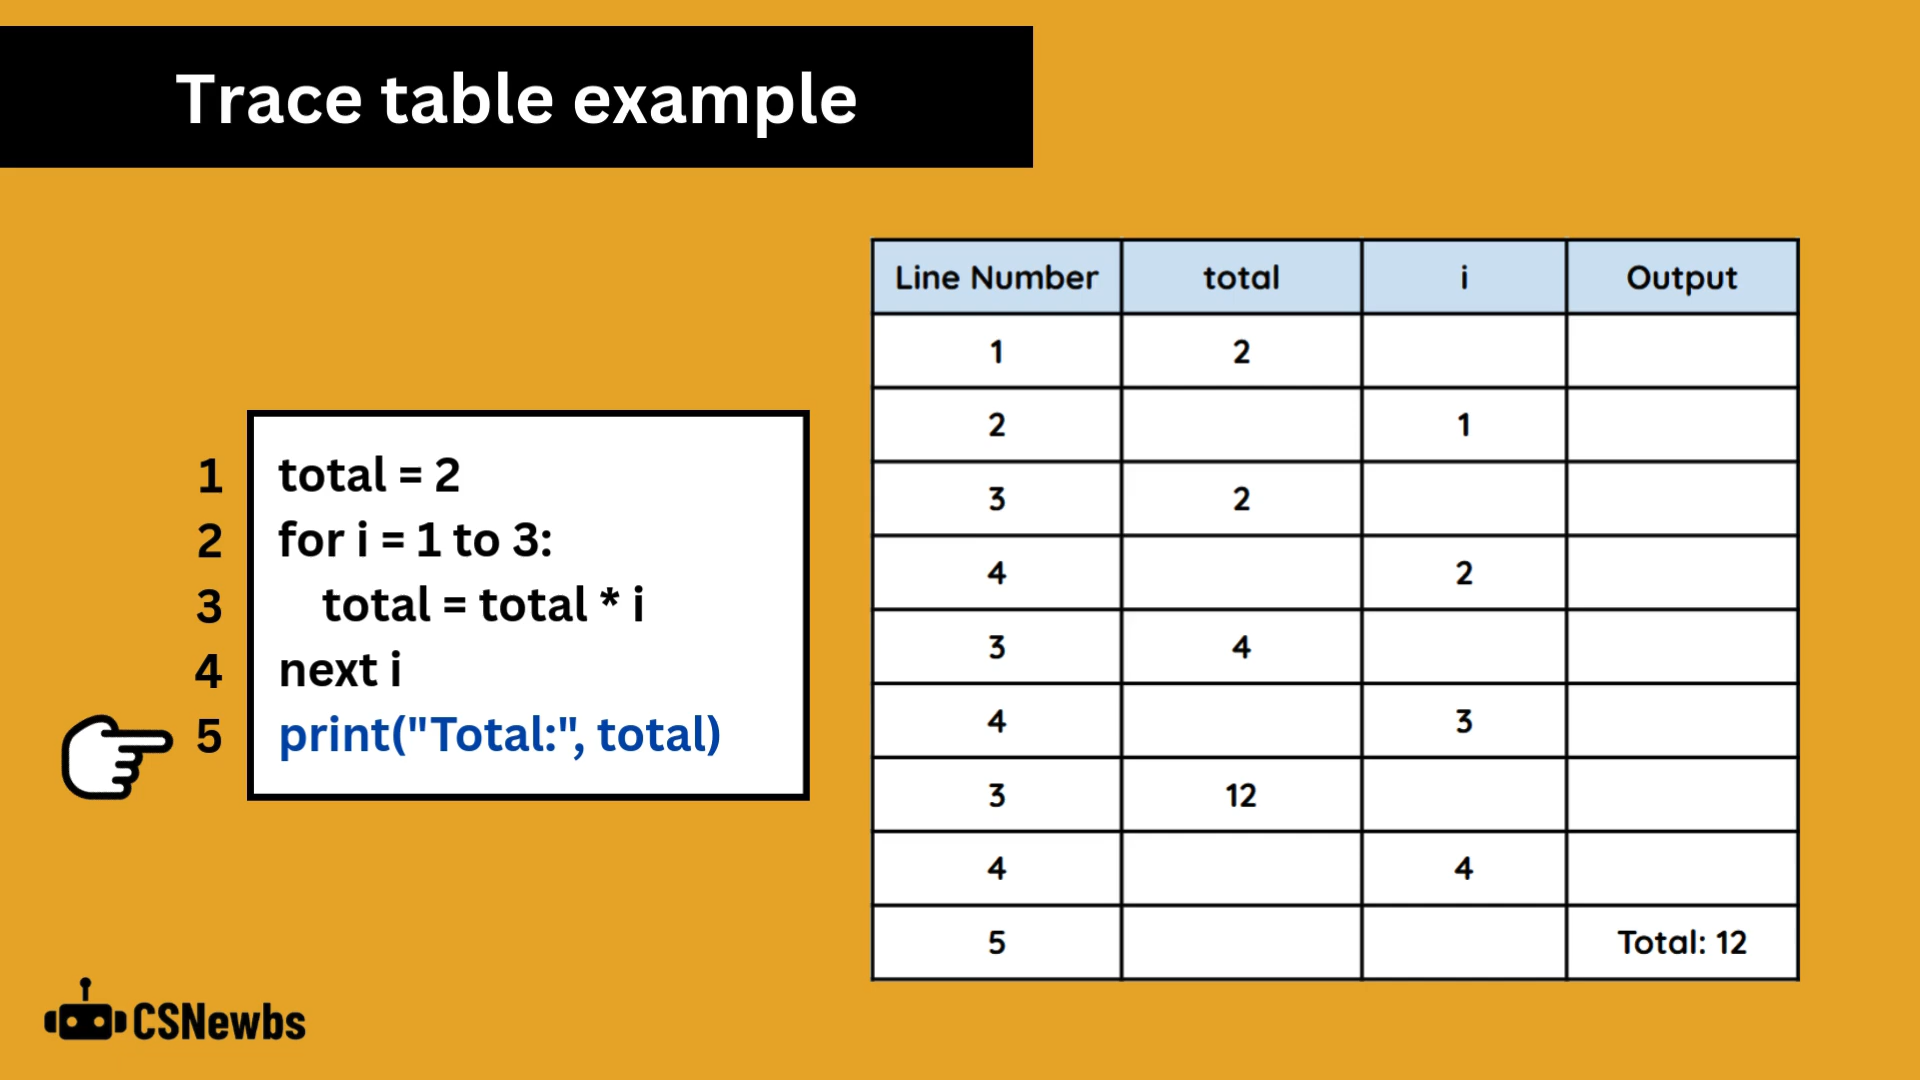 Trace table example
1 total = 2
2 for i = 1 to 3:
3 total = total * i
4 next i
5 print("Total:", total)
Line Number total i Output
1 2
2 1
3 2
4 2
3 4
4 3
3 12
4 4
5 Total: 12
CSNewbs